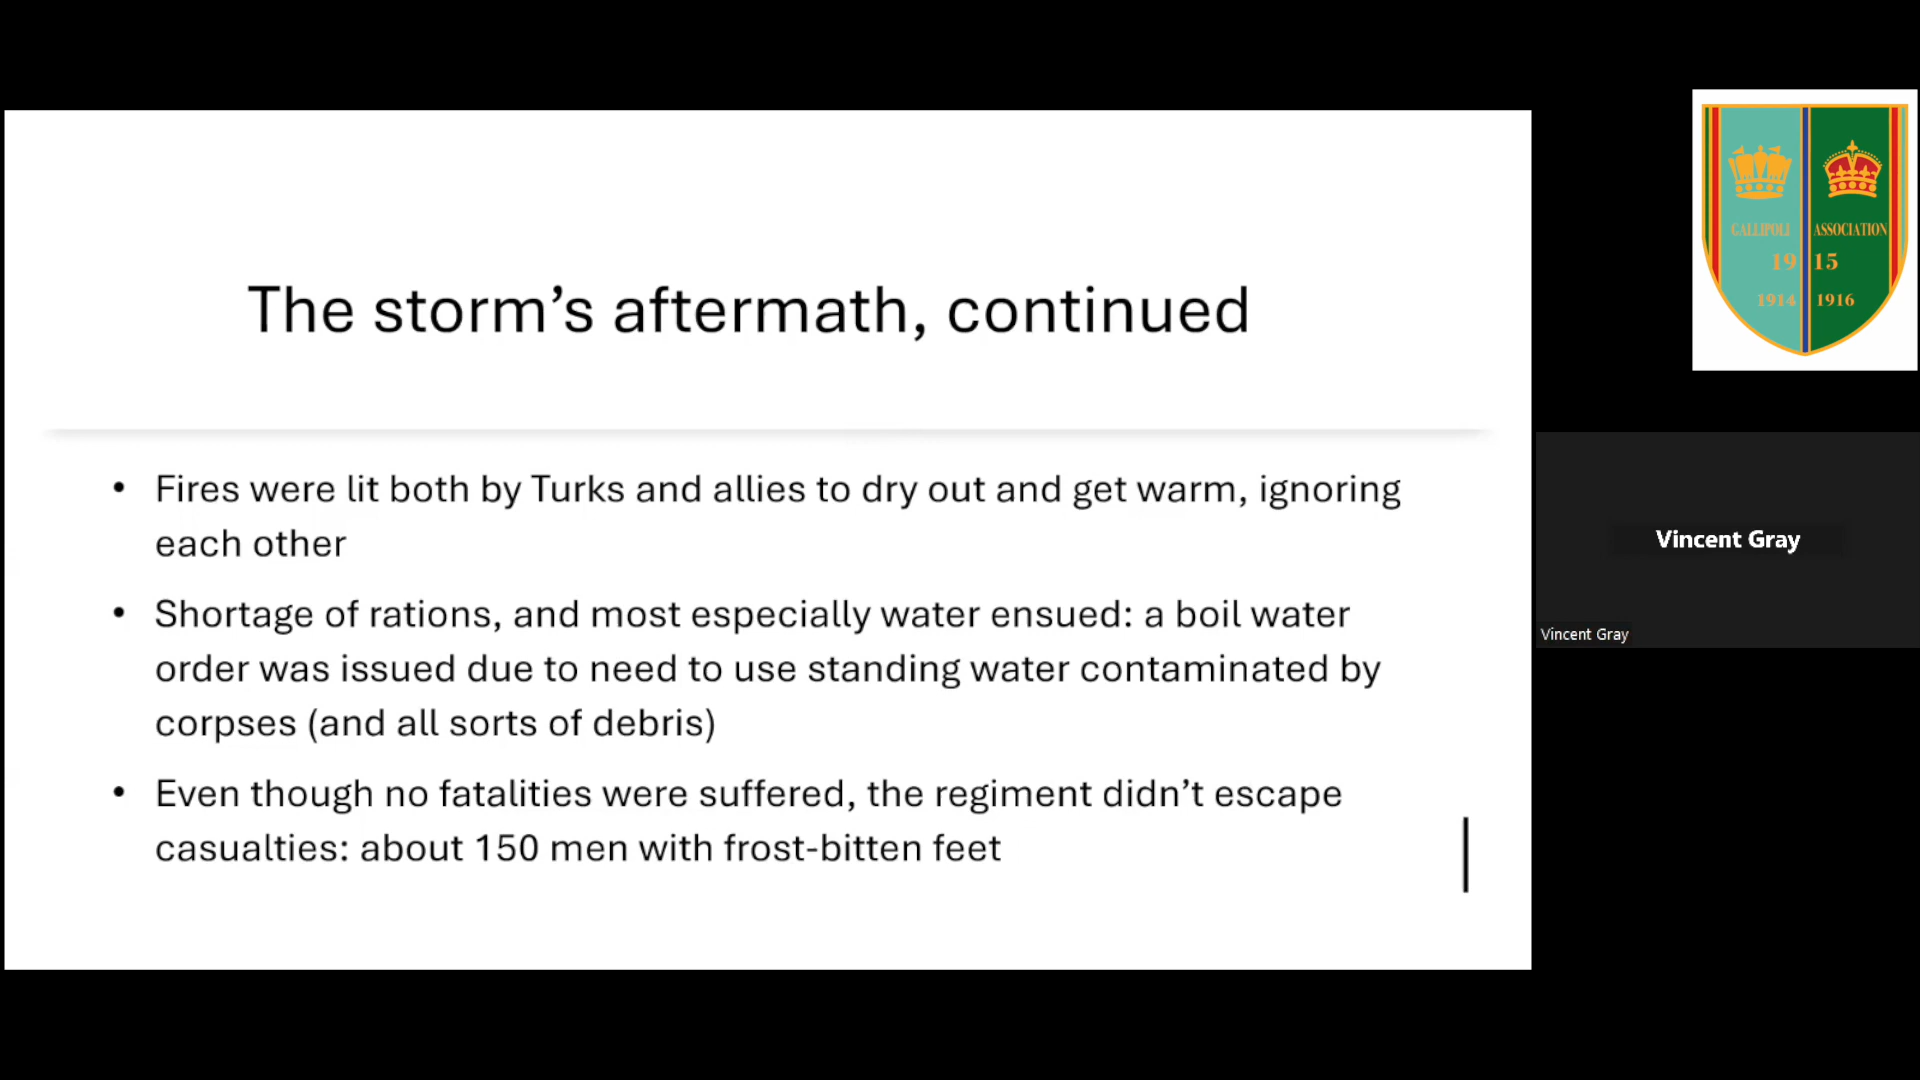 The storm’s aftermath, continued
• Fires were lit both by Turks and allies to dry out and get warm, ignoring
each other
• Shortage of rations, and most especially water ensued: a boil water
order was issued due to need to use standing water contaminated by
corpses (and all sorts of debris)
• Even though no fatalities were suffered, the regiment didn’t escape
casualties: about 150 men with frost-bitten feet
GALLIPOLI ASSOCIATION
19 15
1914 1916
Vincent Gray
Vincent Gray